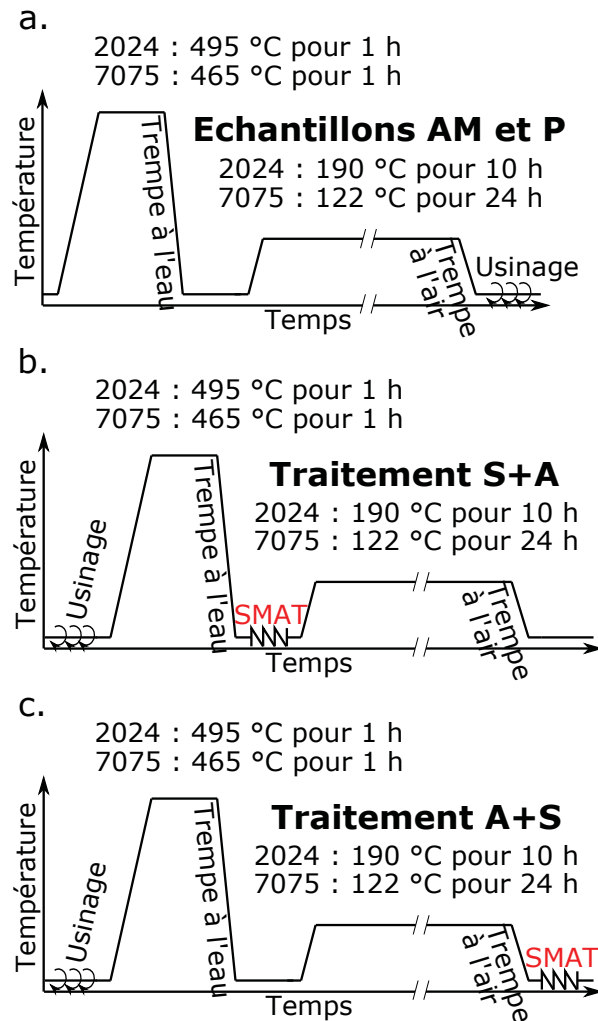 a.
2024 : 495 °C pour 1 h
7075 : 465 °C pour 1 h
Température
Trempe à l'eau
Echantillons AM et P
2024 : 190 °C pour 10 h
7075 : 122 °C pour 24 h
Trempe
à l'air
Usinage
Temps
b.
2024 : 495 °C pour 1 h
7075 : 465 °C pour 1 h
Température
Usinage
Trempe à l'eau
Traitement S+A
2024 : 190 °C pour 10 h
7075 : 122 °C pour 24 h
SMAT
Trempe
à l'air
Temps
c.
2024 : 495 °C pour 1 h
7075 : 465 °C pour 1 h
Température
Usinage
Trempe à l'eau
Traitement A+S
2024 : 190 °C pour 10 h
7075 : 122 °C pour 24 h
Trempe
à l'air
SMAT
Temps